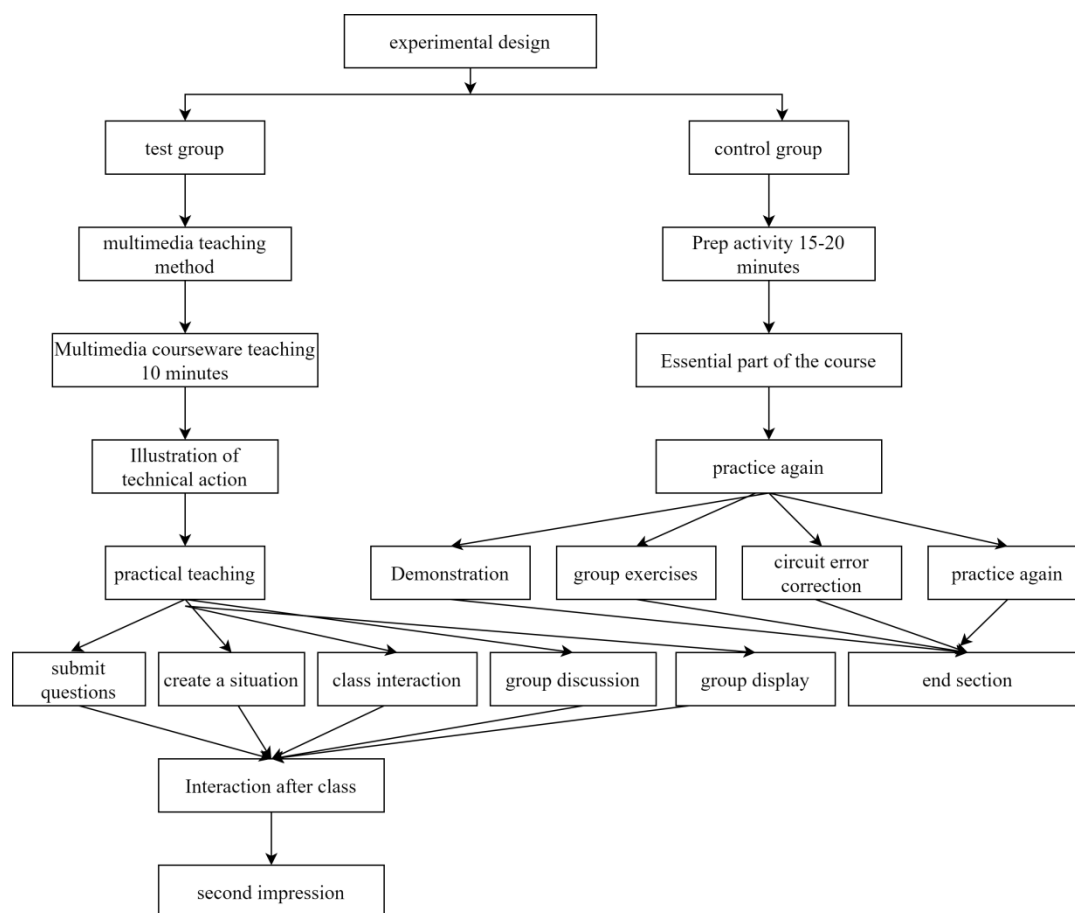 experimental design
test group
control group
multimedia teaching
method
Prep activity 15-20
minutes
Multimedia courseware teaching
10 minutes
Essential part of the course
Illustration of
technical action
practice again
practical teaching
Demonstration
group exercises
circuit error
correction
practice again
submit
questions
create a situation
class interaction
group discussion
group display
end section
Interaction after class
second impression